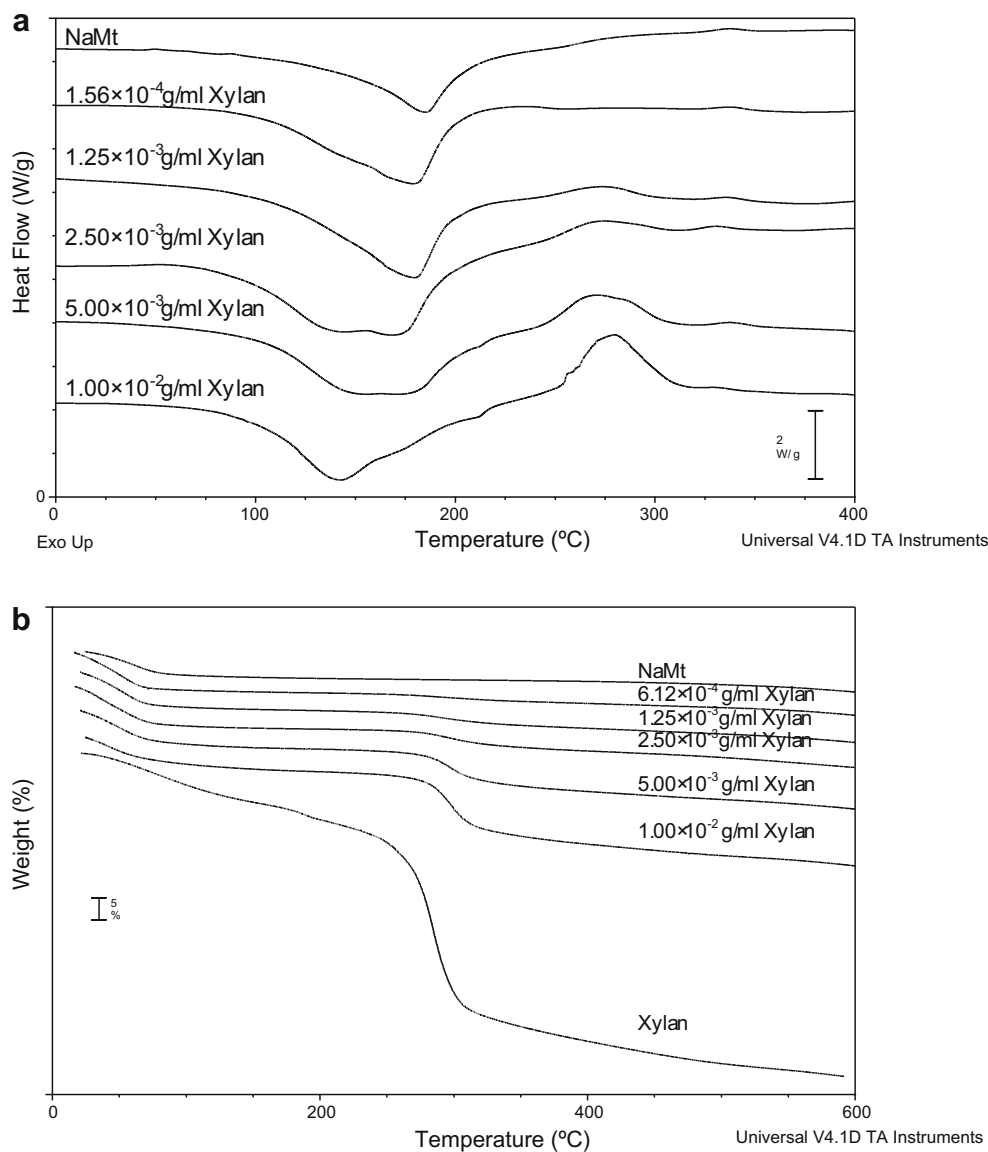 a
NaMt
1.56×10⁻⁴g/ml Xylan
1.25×10⁻³g/ml Xylan
2.50×10⁻³g/ml Xylan
5.00×10⁻³g/ml Xylan
1.00×10⁻²g/ml Xylan
Heat Flow (W/g)
2
W/g
0
0 100 200 300 400
Exo Up
Temperature (ºC)
Universal V4.1D TA Instruments
b
NaMt
6.12×10⁻⁴g/ml Xylan
1.25×10⁻³g/ml Xylan
2.50×10⁻³g/ml Xylan
5.00×10⁻³ g/ml Xylan
1.00×10⁻² g/ml Xylan
Weight (%)
5
%
Xylan
0 200 400 600
Temperature (ºC)
Universal V4.1D TA Instruments